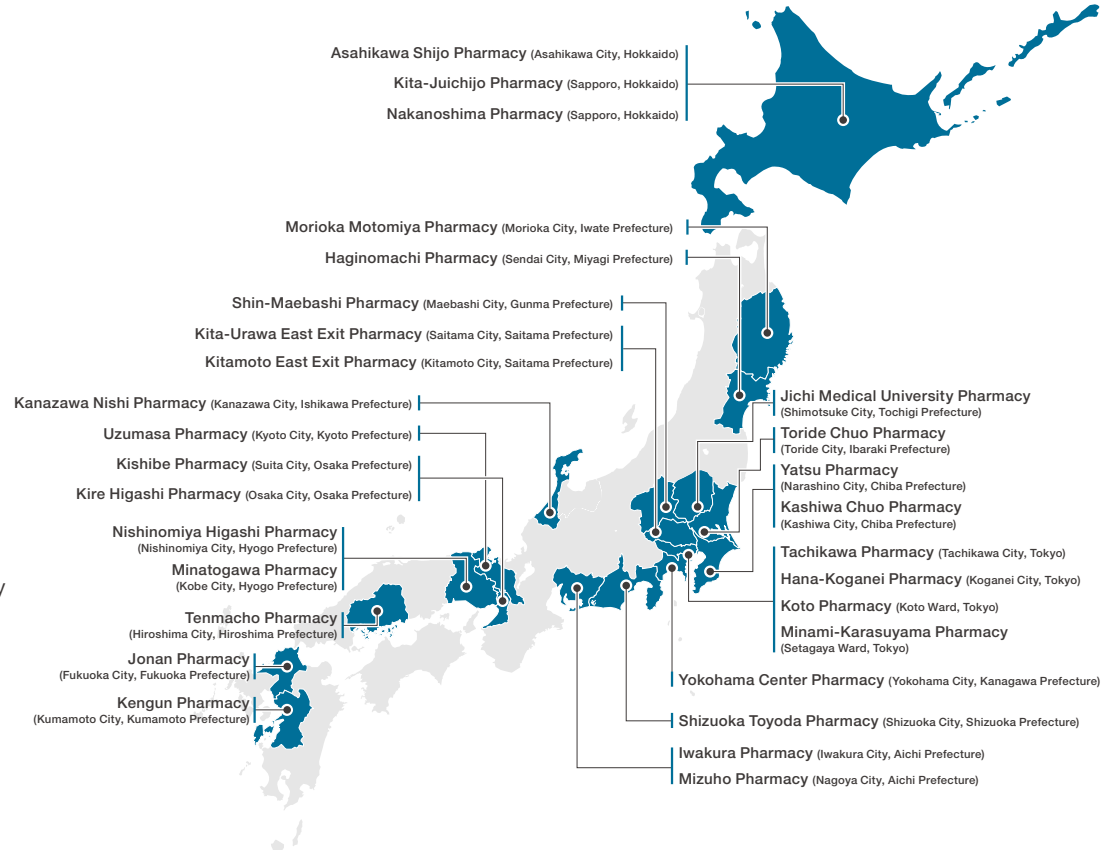 Asahikawa Shijo Pharmacy (Asahikawa City, Hokkaido)
Kita-Juichijo Pharmacy (Sapporo, Hokkaido)
Nakanoshima Pharmacy (Sapporo, Hokkaido)
Morioka Motomiya Pharmacy (Morioka City, Iwate Prefecture)
Haginomachi Pharmacy (Sendai City, Miyagi Prefecture)
Shin-Maebashi Pharmacy (Maebashi City, Gunma Prefecture)
Kita-Urawa East Exit Pharmacy (Saitama City, Saitama Prefecture)
Kitamoto East Exit Pharmacy (Kitamoto City, Saitama Prefecture)
Kanazawa Nishi Pharmacy (Kanazawa City, Ishikawa Prefecture)
Uzumasa Pharmacy (Kyoto City, Kyoto Prefecture)
Kishibe Pharmacy (Suita City, Osaka Prefecture)
Kire Higashi Pharmacy (Osaka City, Osaka Prefecture)
Nishinomiya Higashi Pharmacy
(Nishinomiya City, Hyogo Prefecture)
Minatogawa Pharmacy
(Kobe City, Hyogo Prefecture)
Tenmacho Pharmacy
(Hiroshima City, Hiroshima Prefecture)
Jonan Pharmacy
(Fukuoka City, Fukuoka Prefecture)
Kengun Pharmacy
(Kumamoto City, Kumamoto Prefecture)
Jichi Medical University Pharmacy
(Shimotsuke City, Tochigi Prefecture)
Toride Chuo Pharmacy
(Toride City, Ibaraki Prefecture)
Yatsu Pharmacy
(Narashino City, Chiba Prefecture)
Kashiwa Chuo Pharmacy
(Kashiwa City, Chiba Prefecture)
Tachikawa Pharmacy (Tachikawa City, Tokyo)
Hana-Koganei Pharmacy (Koganei City, Tokyo)
Koto Pharmacy (Koto Ward, Tokyo)
Minami-Karasuyama Pharmacy
(Setagaya Ward, Tokyo)
Yokohama Center Pharmacy (Yokohama City, Kanagawa Prefecture)
Shizuoka Toyoda Pharmacy (Shizuoka City, Shizuoka Prefecture)
Iwakura Pharmacy (Iwakura City, Aichi Prefecture)
Mizuho Pharmacy (Nagoya City, Aichi Prefecture)